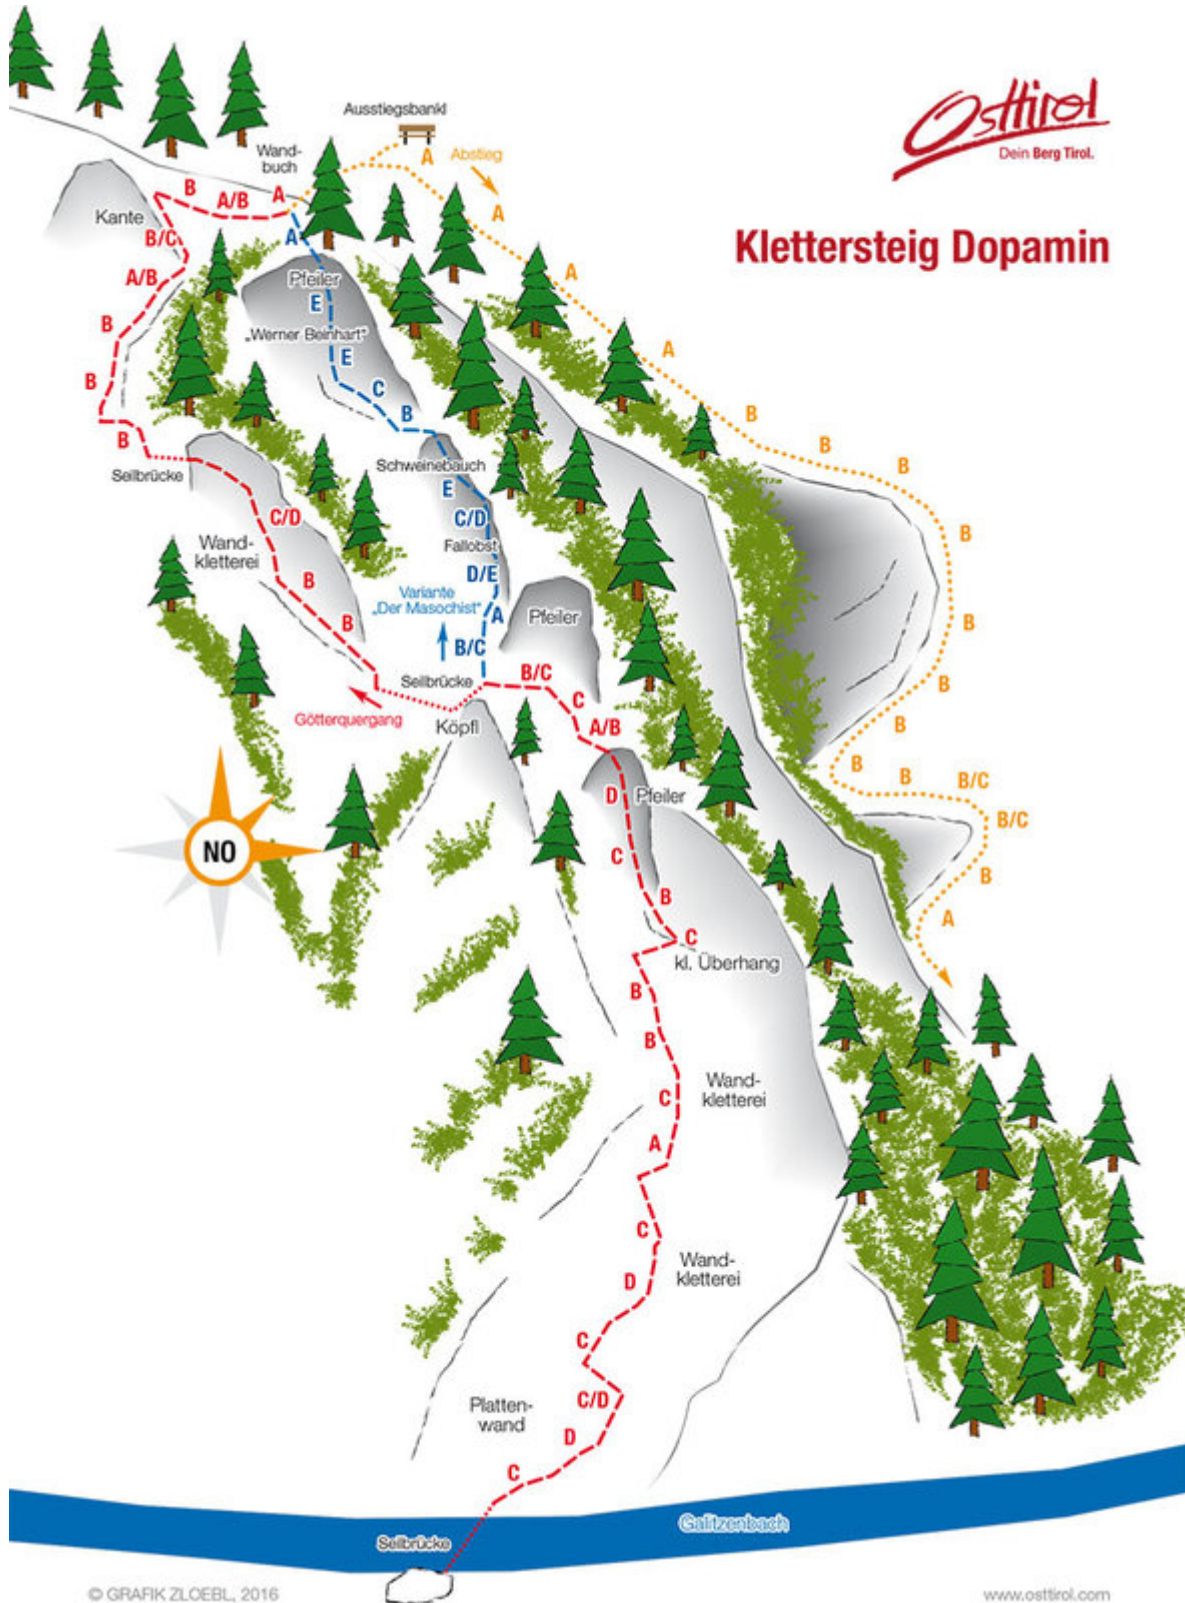 Osttirol
Dein Berg Tirol.
Klettersteig Dopamin
Ausstiegsbankl
A
Abstieg
Wand-
buch
A
B
A/B
A
Kante
B/C
A
A/B
Pfeiler
E
A
B
„Werner Beinhart“
E
A
B
C
B
B
B
B
B
Seilbrücke
Schweinebauch
E
C/D
C/D
B
Wand-
kletterei
Fallobst
B
D/E
Variante
„Der Masochist“
A
Pfeiler
B
B
B/C
B/C
B
Seilbrücke
C
Götterquergang
Köpfl
A/B
B
B
B
B/C
D
Pfeiler
B/C
NO
C
B
B
A
C
kl. Überhang
B
B
C
Wand-
kletterei
A
C
Wand-
kletterei
D
C
C/D
Platten-
wand
D
C
Galitzenbach
Seilbrücke
© GRAFIK ZLOEBL, 2016
www.osttirol.com